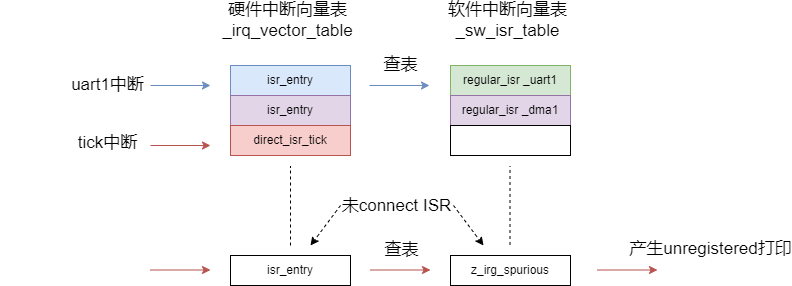 硬件中断向量表
_irq_vector_table
软件中断向量表
_sw_isr_table
uart1中断
isr_entry
查表
regular_isr _uart1
isr_entry
regular_isr _dma1
tick中断
direct_isr_tick
未connect ISR
isr_entry
查表
z_irg_spurious
产生unregistered打印